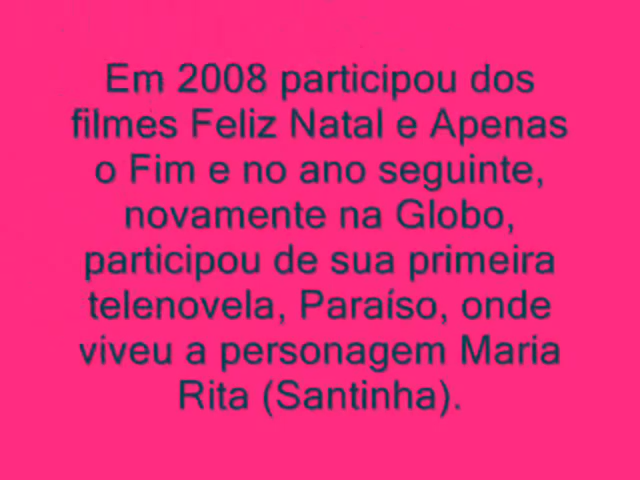 Em 2008 participou dos
filmes Feliz Natal e Apenas
o Fim e no ano seguinte,
novamente na Globo,
participou de sua primeira
telenovela, Paraíso, onde
viveu a personagem Maria
Rita (Santinha).